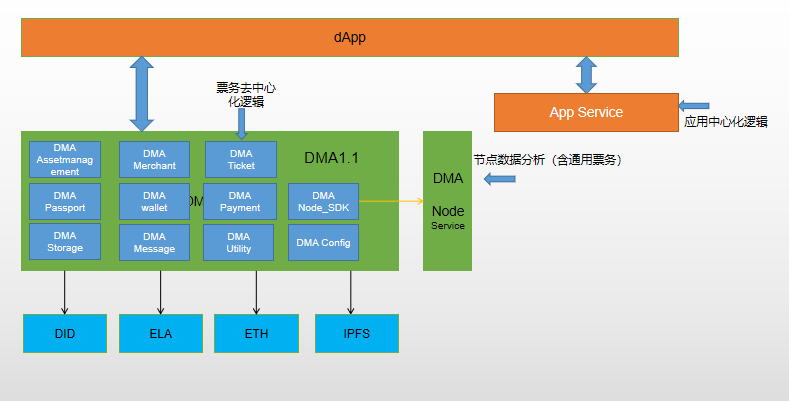 dApp
票务去中心
化逻辑
App Service
应用中心化逻辑
DMA1.1
DMA
Assetmanag
ement
DMA
Merchant
DMA
Ticket
DMA
Passport
DMA
wallet
DMA
Payment
DMA
Node_SDK
DMA
Storage
DMA
Message
DMA
Utility
DMA Config
节点数据分析（含通用票务）
DMA
Node
Service
DID
ELA
ETH
IPFS